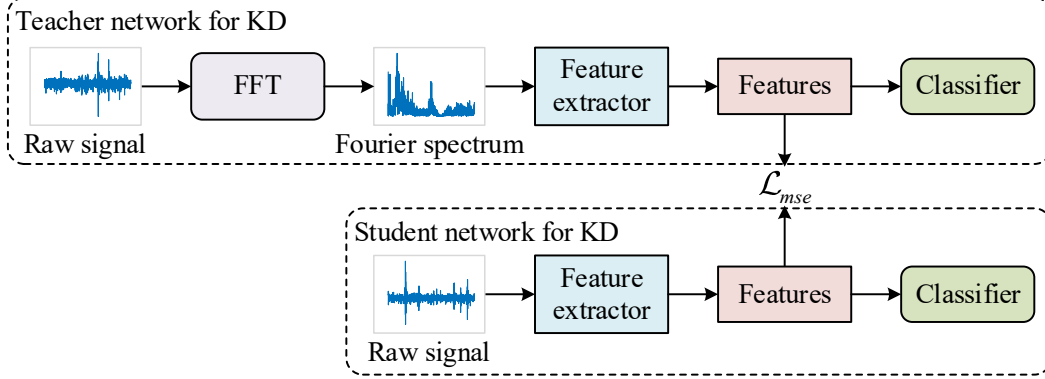 Teacher network for KD
FFT
Feature
extractor
Features
Classifier
Raw signal
Fourier spectrum
ℒmse
Student network for KD
Feature
extractor
Features
Classifier
Raw signal